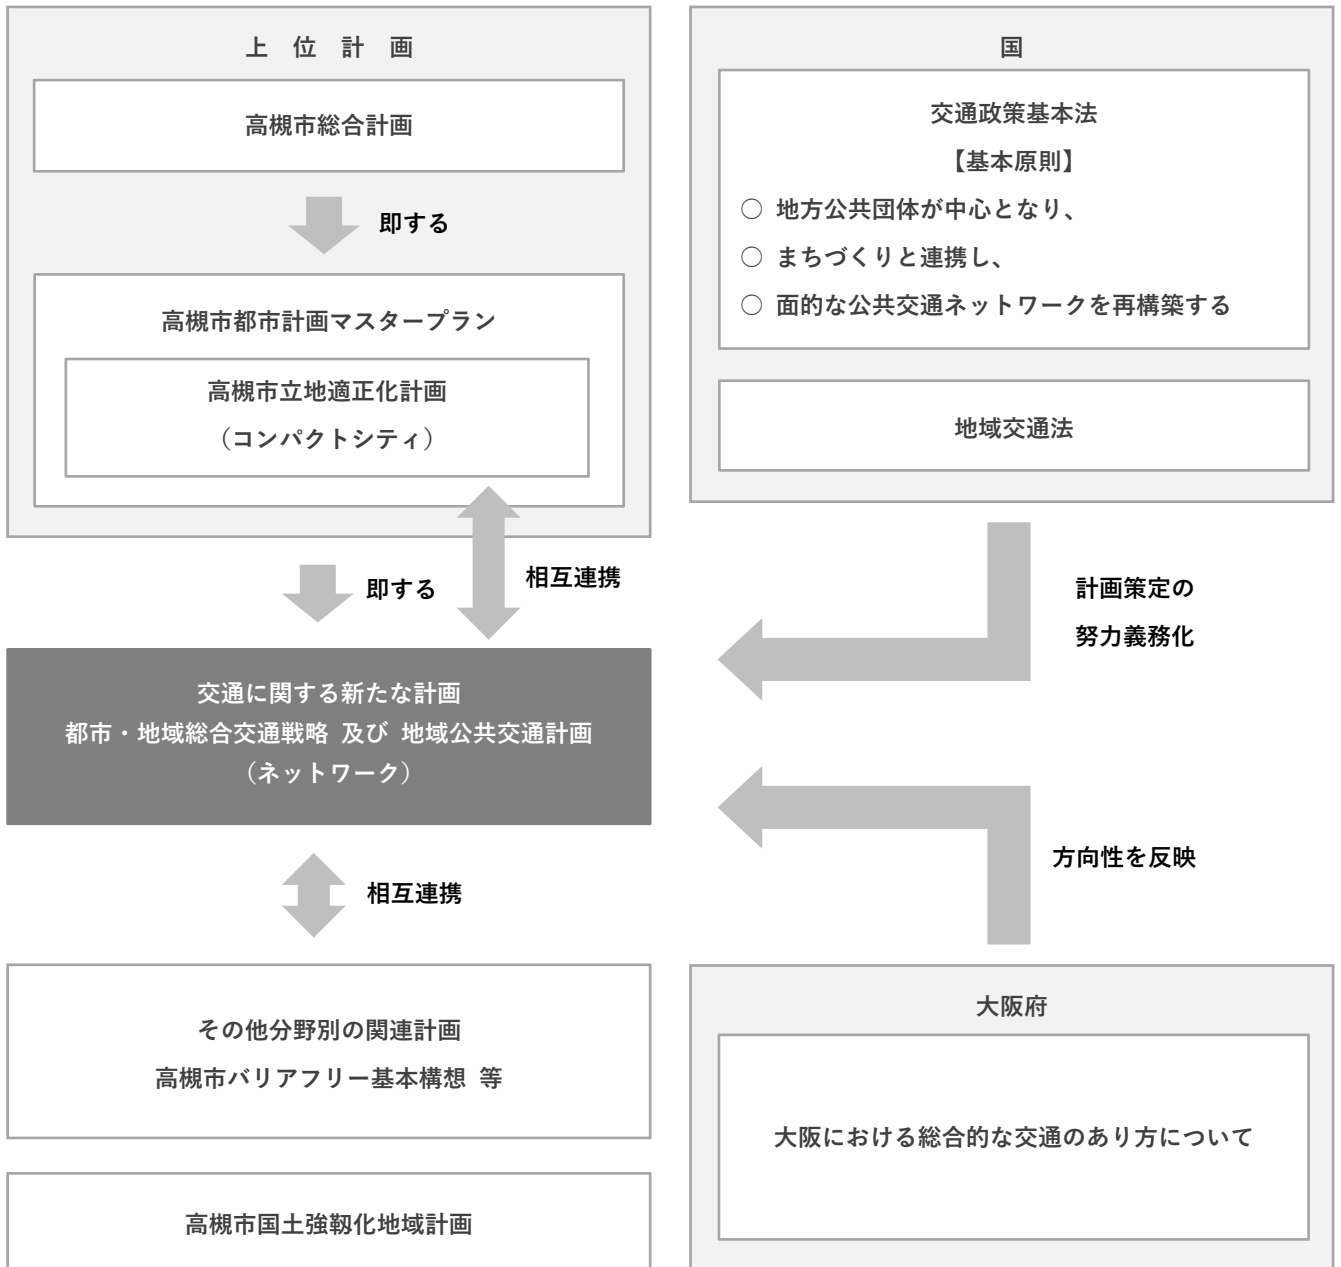 上位計画
高槻市総合計画
即する
高槻市都市計画マスタープラン
高槻市立地適正化計画
（コンパクトシティ）
即する
相互連携
交通に関する新たな計画
都市・地域総合交通戦略 及び 地域公共交通計画
（ネットワーク）
相互連携
その他分野別の関連計画
高槻市バリアフリー基本構想 等
高槻市国土強靱化地域計画
国
交通政策基本法
【基本原則】
○ 地方公共団体が中心となり、
○ まちづくりと連携し、
○ 面的な公共交通ネットワークを再構築する
地域交通法
計画策定の
努力義務化
方向性を反映
大阪府
大阪における総合的な交通のあり方について